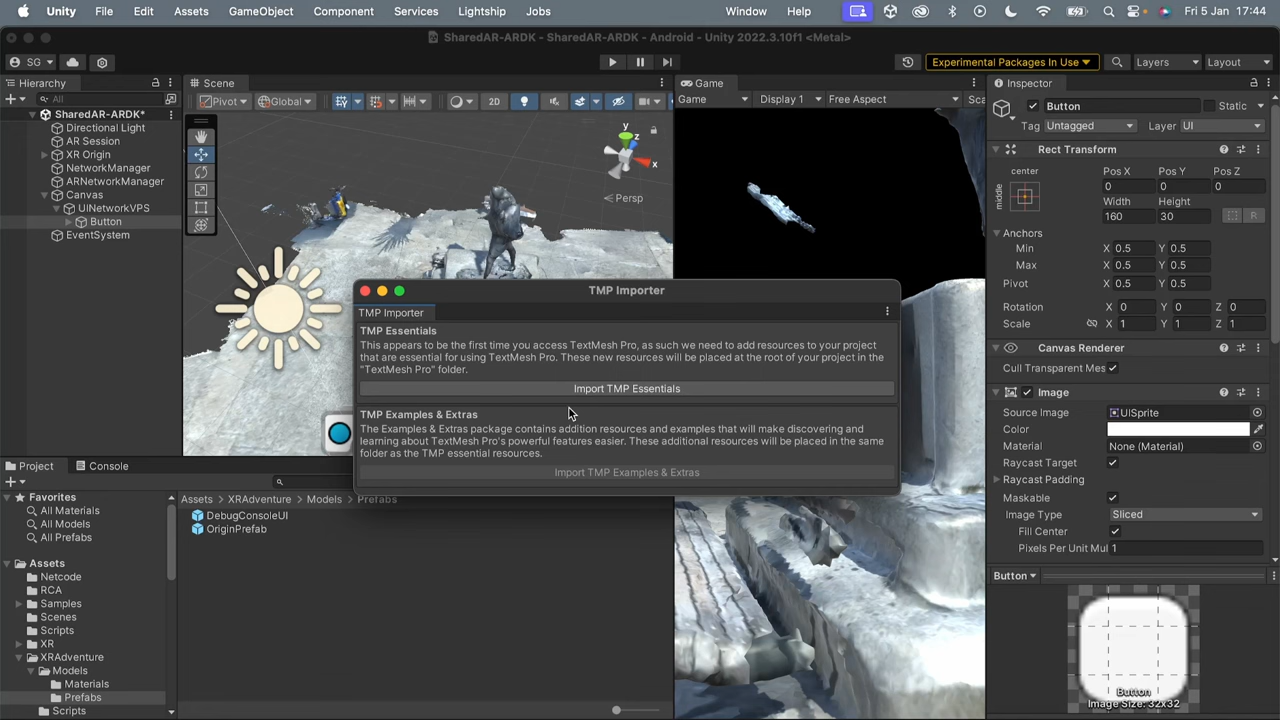 Unity File Edit Assets GameObject Component Services Lightship Jobs Window Help Fri 5 Jan 17:44
SharedAR-ARDK - SharedAR-ARDK - Android - Unity 2022.3.10f1 <Metal>
SG Experimental Packages In Use Layers Layout
Hierarchy
All
SharedAR-ARDK*
Directional Light
AR Session
XR Origin
NetworkManager
ARNetworkManager
Canvas
UINetworkVPS
Button
EventSystem
Scene
Pivot Global 2D
y
z
x
Persp
Game
Game Display 1 Free Aspect Sca
TMP Importer
TMP Importer
TMP Essentials
This appears to be the first time you access TextMesh Pro, as such we need to add resources to your project
that are essential for using TextMesh Pro. These new resources will be placed at the root of your project in the
"TextMesh Pro" folder.
Import TMP Essentials
TMP Examples & Extras
The Examples & Extras package contains addition resources and examples that will make discovering and
learning about TextMesh Pro's powerful features easier. These additional resources will be placed in the same
folder as the TMP essential resources.
Import TMP Examples & Extras
Project Console
Favorites
All Materials
All Models
All Prefabs
Assets
Netcode
RCA
Samples
Scenes
Scripts
XR
XRAdventure
Models
Materials
Prefabs
Scripts
Assets XRAdventure Models Prefabs
DebugConsoleUI
OriginPrefab
Inspector
Button Static
Tag Untagged Layer UI
Rect Transform
center Pos X Pos Y Pos Z
middle 0 0 0
Width Height
160 30 R
Anchors
Min X 0.5 Y 0.5
Max X 0.5 Y 0.5
Pivot X 0.5 Y 0.5
Rotation X 0 Y 0 Z 0
Scale X 1 Y 1 Z 1
Canvas Renderer
Cull Transparent Mes
Image
Source Image UISprite
Color
Material None (Material)
Raycast Target
Raycast Padding
Maskable
Image Type Sliced
Fill Center
Pixels Per Unit Mul 1
Button
Button
Image Size: 32x32